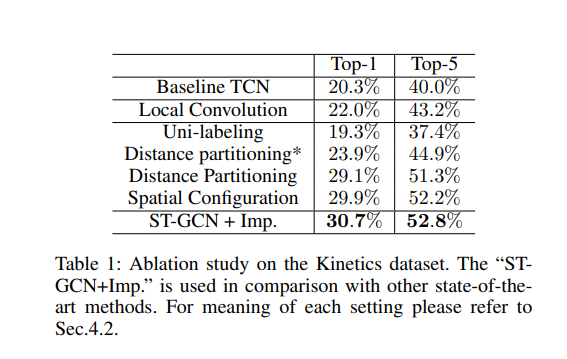 Top-1 Top-5
Baseline TCN 20.3% 40.0%
Local Convolution 22.0% 43.2%
Uni-labeling 19.3% 37.4%
Distance partitioning* 23.9% 44.9%
Distance Partitioning 29.1% 51.3%
Spatial Configuration 29.9% 52.2%
ST-GCN + Imp. 30.7% 52.8%
Table 1: Ablation study on the Kinetics dataset. The “ST-
GCN+Imp.” is used in comparison with other state-of-the-
art methods. For meaning of each setting please refer to
Sec.4.2.